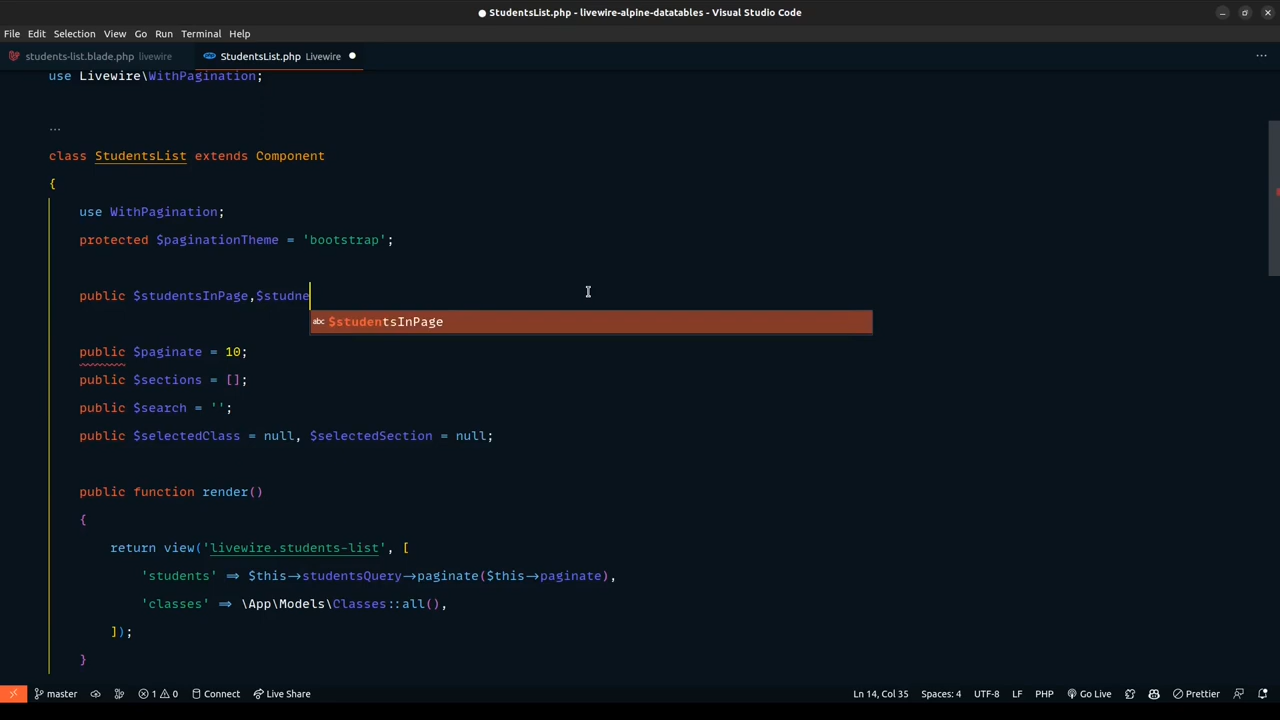 StudentsList.php - livewire-alpine-datatables - Visual Studio Code
File Edit Selection View Go Run Terminal Help
students-list.blade.php livewire StudentsList.php Livewire
use Livewire\WithPagination;
...
class StudentsList extends Component
{
use WithPagination;
protected $paginationTheme = 'bootstrap';
public $studentsInPage,$studne
abc $studentsInPage
public $paginate = 10;
public $sections = [];
public $search = '';
public $selectedClass = null, $selectedSection = null;
public function render()
{
return view('livewire.students-list', [
'students' => $this->studentsQuery->paginate($this->paginate),
'classes' => \App\Models\Classes::all(),
]);
}
master 1 0 Connect Live Share Ln 14, Col 35 Spaces: 4 UTF-8 LF PHP Go Live Prettier